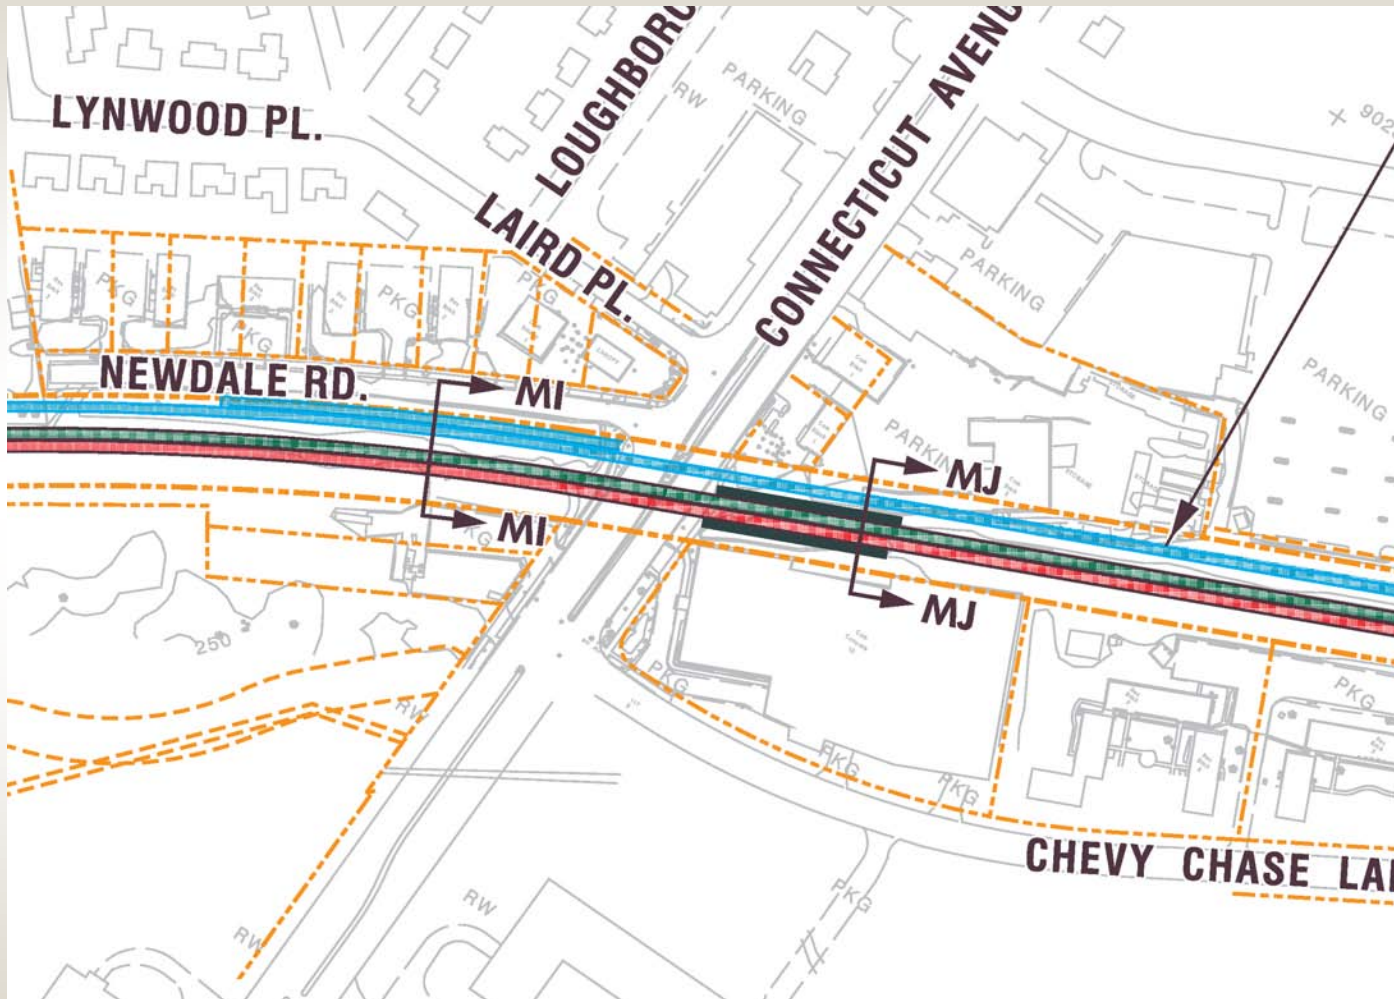 LOUGHBORO
CONNECTICUT AVENU
PARKING
RW
902
LYNWOOD PL.
LAIRD PL.
PARKING
PKG
PKG
PKG
PKG
PKG
NEWDALE RD.
MI
PARKING
PARKING
MJ
MI
PKG
MJ
250
RW
PKG
PKG
PKG
PKG
CHEVY CHASE LA
PKG
RW
RW